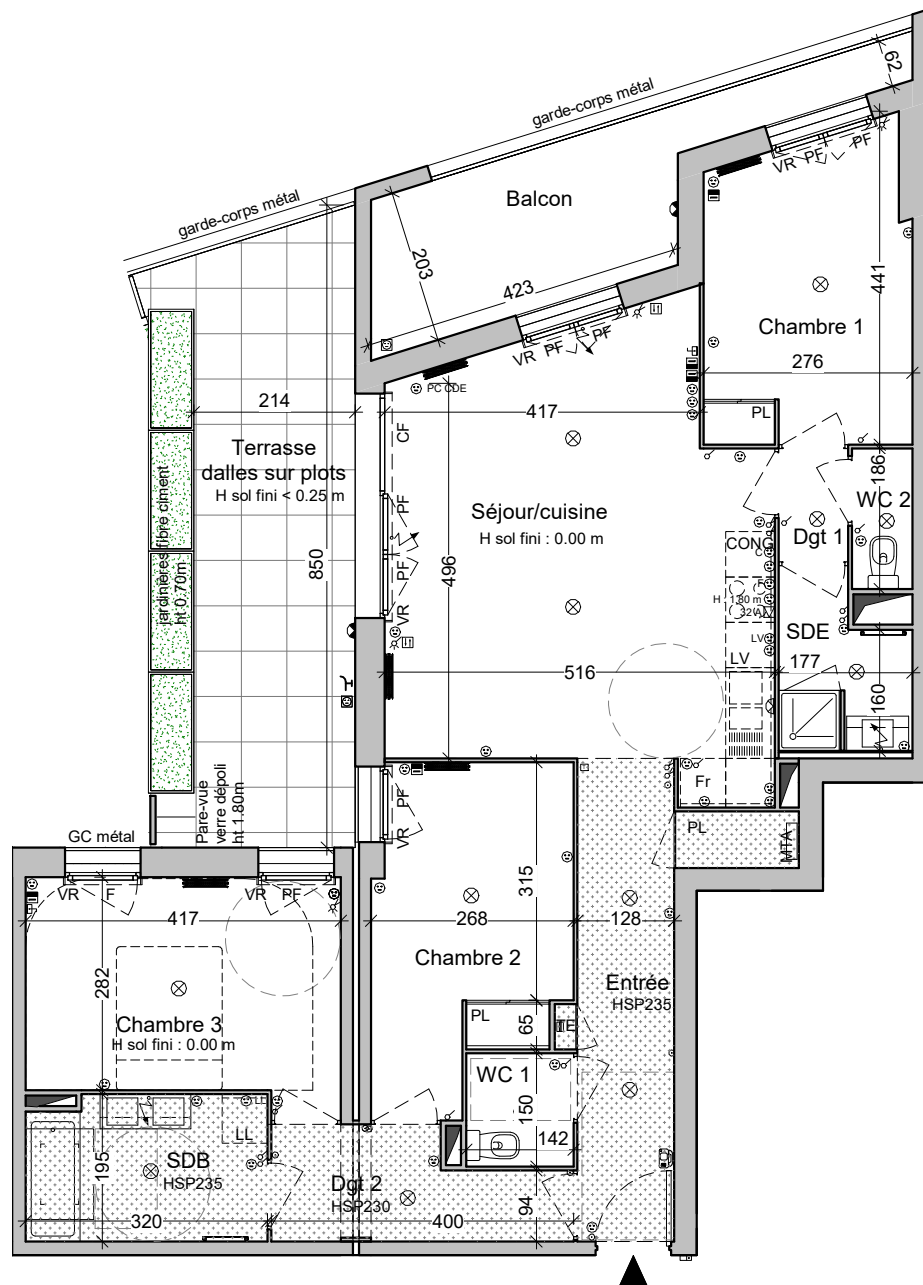 62
garde-corps métal
VR PF PF
garde-corps métal
Balcon
203
423
441
VR PF PF
Chambre 1
276
PC CDE
214
417
PL
CF
Terrasse
dalles sur plots
H sol fini < 0.25 m
186
WC 2
PF
Séjour/cuisine
H sol fini : 0.00 m
Dgt 1
CONG
jardinières fibre ciment
ht 0.70m
850
496
PF
H : 1.80 m
32A
VR
LV
SDE
LV
516
177
160
Pare-vue
verre dépoli
ht 1.80m
Fr
PF
VR
GC métal
PL
MTA
315
VR F
VR PF
417
268
128
282
Chambre 2
Entrée
HSP235
Chambre 3
H sol fini : 0.00 m
PL
65
TE
WC 1
150
142
LL
SDB
HSP235
195
Dgt 2
HSP230
94
320
400